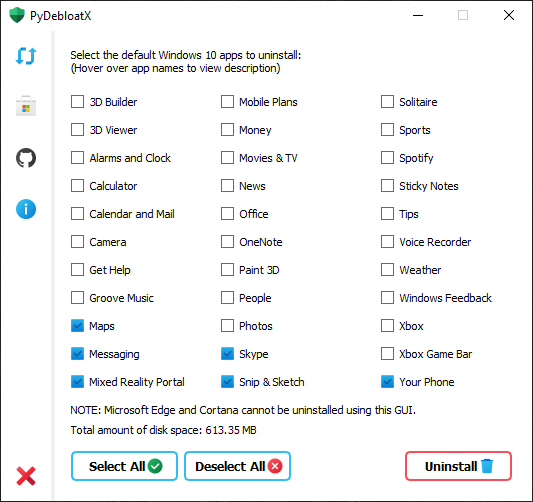 PyDebloatX
Select the default Windows 10 apps to uninstall:
(Hover over app names to view description)
3D Builder
Mobile Plans
Solitaire
3D Viewer
Money
Sports
Alarms and Clock
Movies & TV
Spotify
Calculator
News
Sticky Notes
Calendar and Mail
Office
Tips
Camera
OneNote
Voice Recorder
Get Help
Paint 3D
Weather
Groove Music
People
Windows Feedback
Maps
Photos
Xbox
Messaging
Skype
Xbox Game Bar
Mixed Reality Portal
Snip & Sketch
Your Phone
NOTE: Microsoft Edge and Cortana cannot be uninstalled using this GUI.
Total amount of disk space: 613.35 MB
Select All
Deselect All
Uninstall